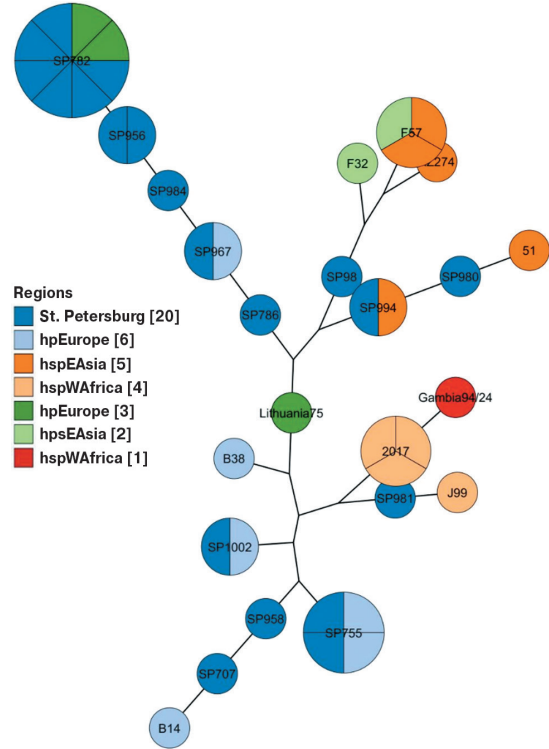 SP782
SP956
F57
F32
LZ274
SP984
SP967
51
SP98
SP980
SP994
SP786
Regions
St. Petersburg [20]
hpEurope [6]
hspEAsia [5]
hspWAfrica [4]
hpEurope [3]
hpsEAsia [2]
hspWAfrica [1]
Gambia94/24
Lithuania75
2017
B38
J99
SP981
SP1002
SP958
SP755
SP707
B14